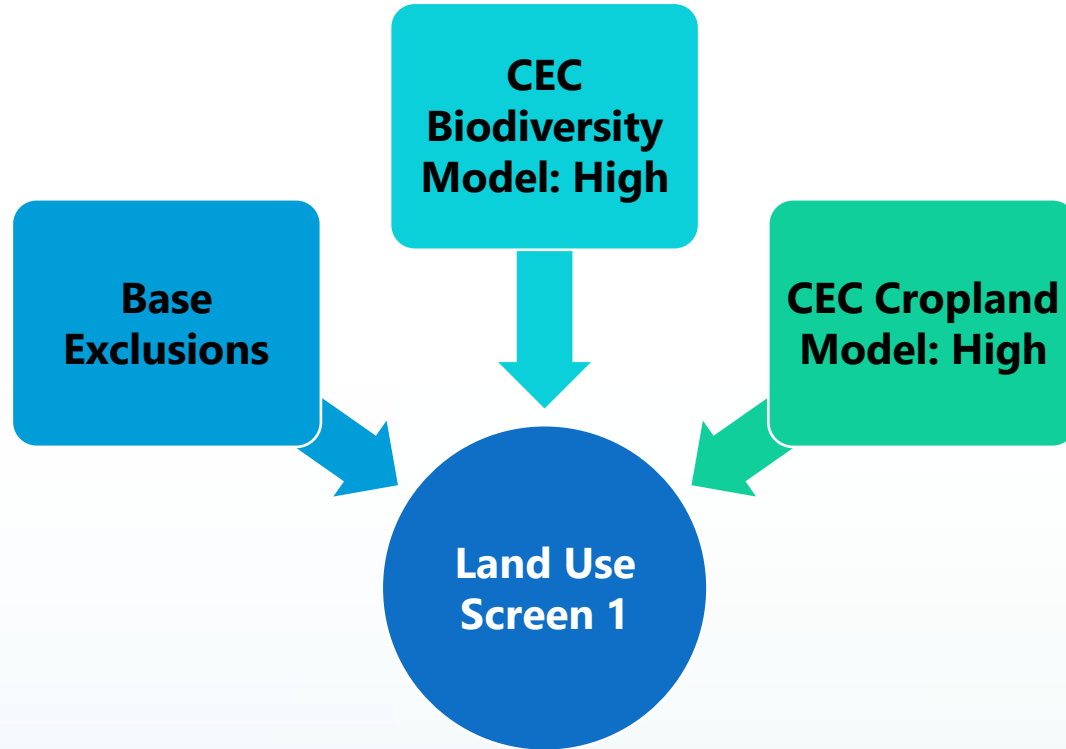 CEC
Biodiversity
Model: High
Base
Exclusions
CEC Cropland
Model: High
Land Use
Screen 1